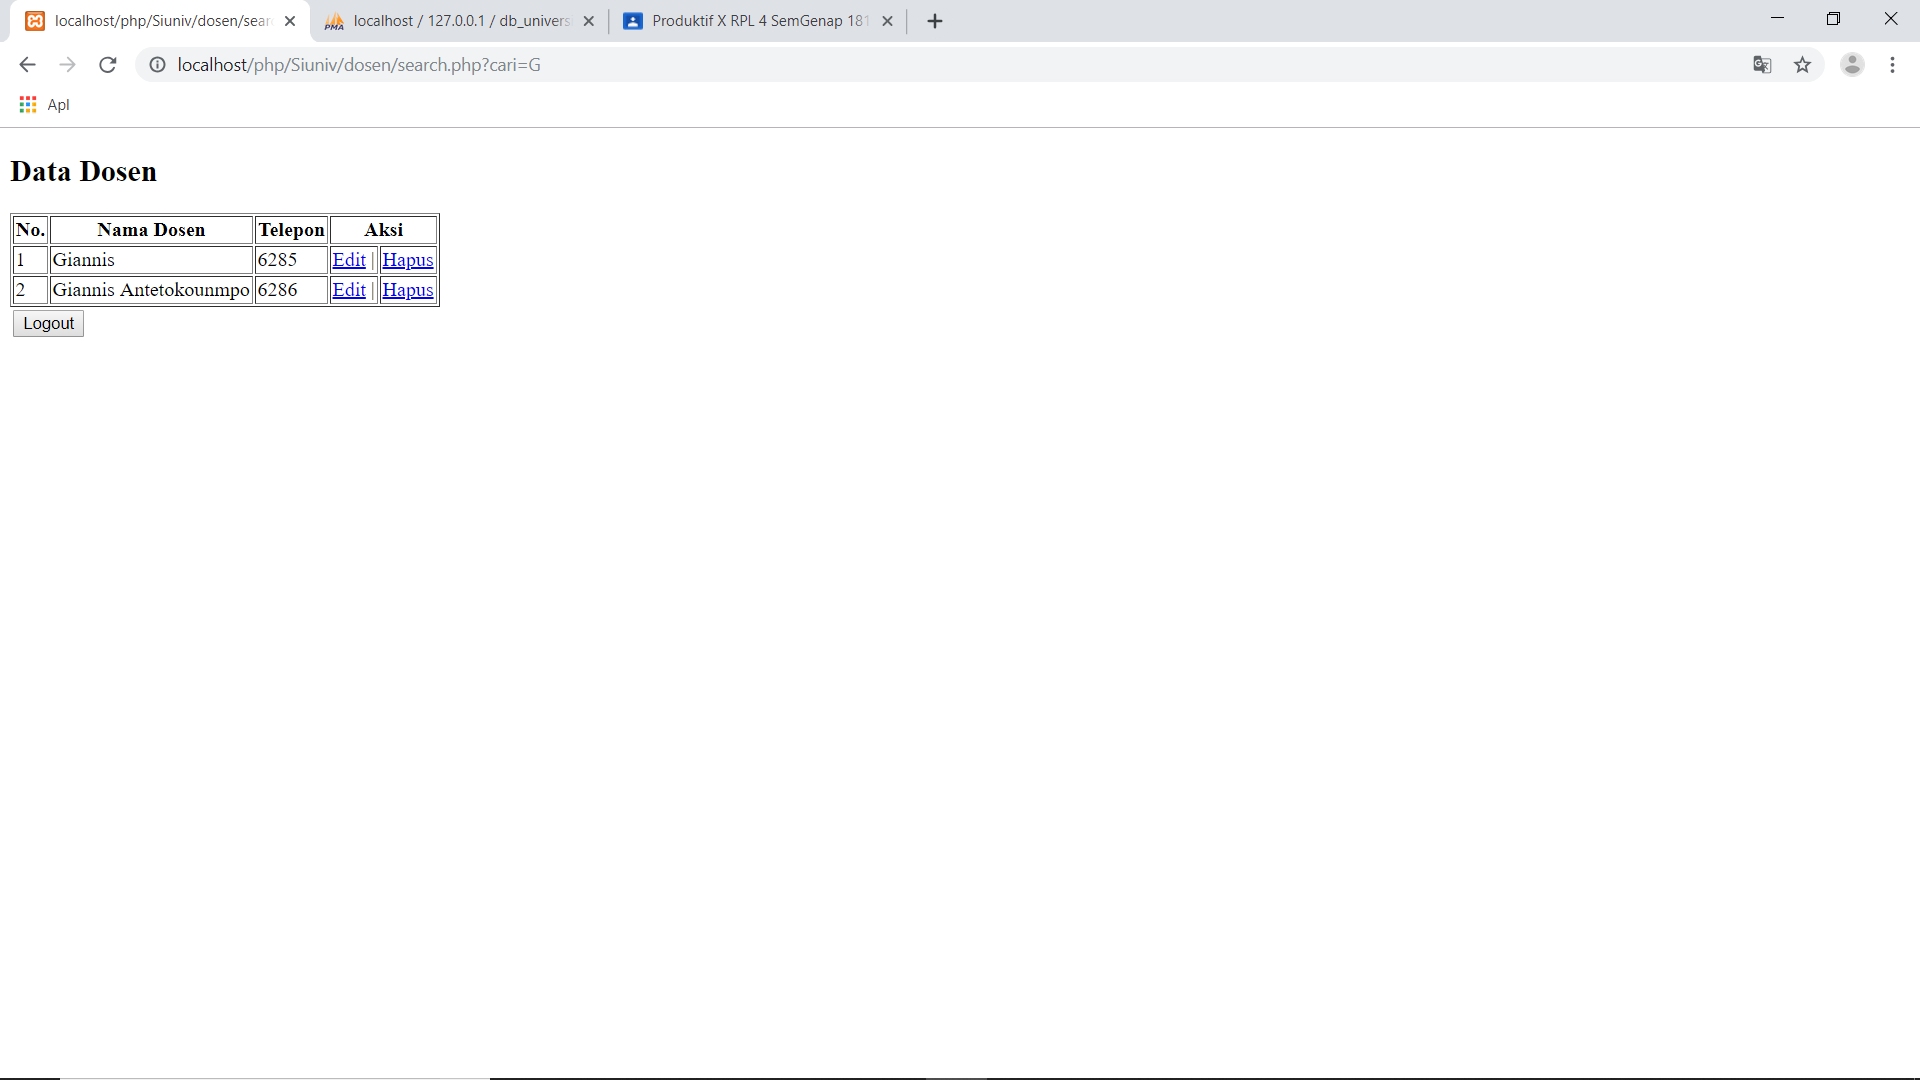 localhost/php/Siuniv/dosen/sear
localhost / 127.0.0.1 / db_univers
Produktif X RPL 4 SemGenap 181
localhost/php/Siuniv/dosen/search.php?cari=G
Apl
Data Dosen
No. Nama Dosen Telepon Aksi
1 Giannis 6285 Edit | Hapus
2 Giannis Antetokounmpo 6286 Edit | Hapus
Logout